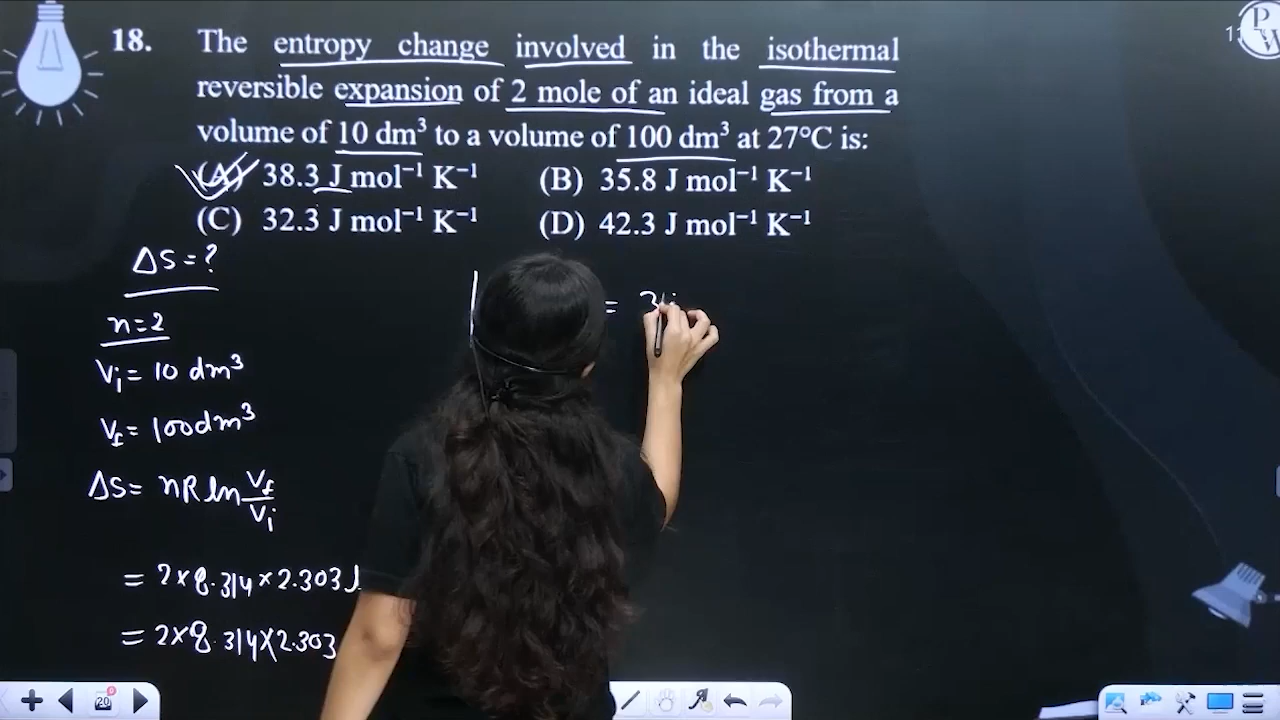 18. The entropy change involved in the isothermal
reversible expansion of 2 mole of an ideal gas from a
volume of 10 dm³ to a volume of 100 dm³ at 27°C is:
(A) 38.3 J mol⁻¹ K⁻¹ (B) 35.8 J mol⁻¹ K⁻¹
(C) 32.3 J mol⁻¹ K⁻¹ (D) 42.3 J mol⁻¹ K⁻¹
ΔS = ?
n = 2
Vi = 10 dm³
Vf = 100 dm³
ΔS = nR ln Vf/Vi
= 2 × 8.314 × 2.303
= 2 × 8.314 × 2.303
=
P
W
20